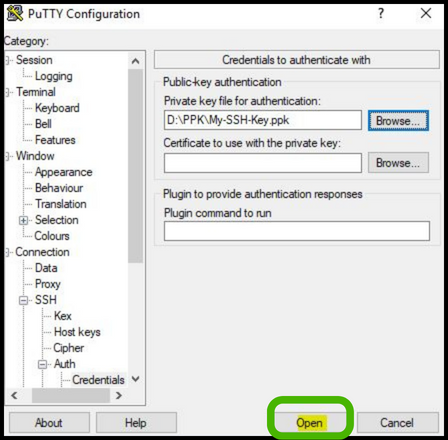 PuTTY Configuration
? ×
Category:
Session
Logging
Terminal
Keyboard
Bell
Features
Window
Appearance
Behaviour
Translation
Selection
Colours
Connection
Data
Proxy
SSH
Kex
Host keys
Cipher
Auth
Credentials
Credentials to authenticate with
Public-key authentication
Private key file for authentication:
D:\PPK\My-SSH-Key.ppk
Browse...
Certificate to use with the private key:
Browse...
Plugin to provide authentication responses
Plugin command to run
About
Help
Open
Cancel